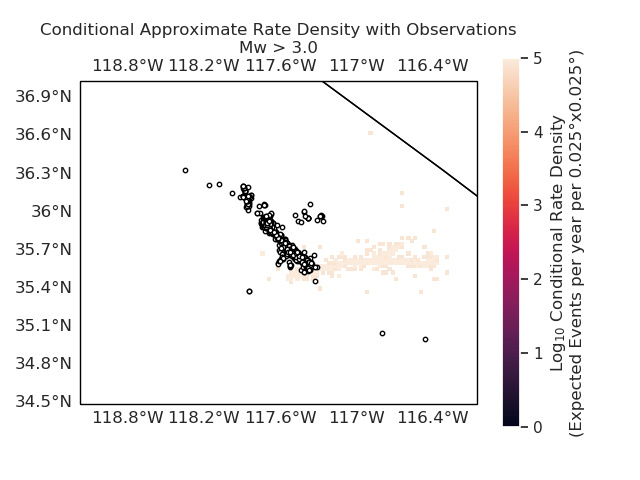 Conditional Approximate Rate Density with Observations
Mw > 3.0
118.8°W 118.2°W 117.6°W 117°W 116.4°W
36.9°N
36.6°N
36.3°N
36°N
35.7°N
35.4°N
35.1°N
34.8°N
34.5°N
118.8°W 118.2°W 117.6°W 117°W 116.4°W
5
4
3
2
1
0
Log₁₀ Conditional Rate Density
(Expected Events per year per 0.025°x0.025°)